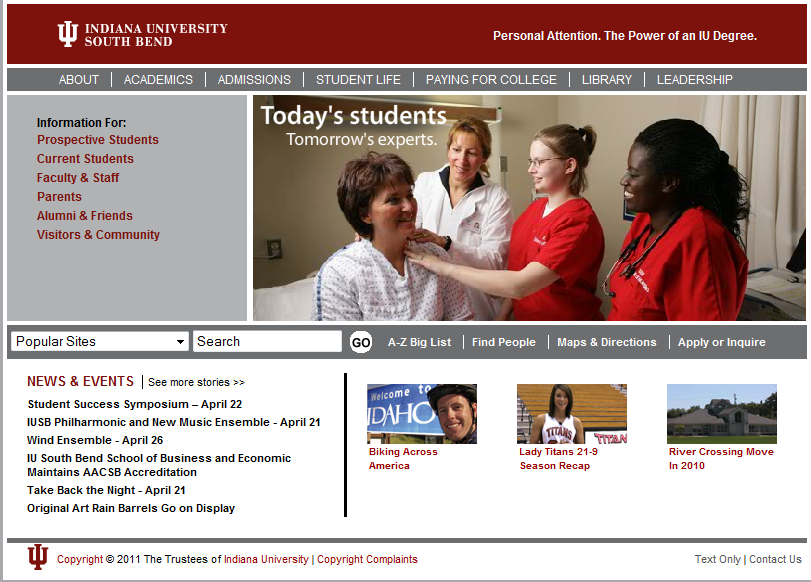 INDIANA UNIVERSITY
SOUTH BEND
Personal Attention. The Power of an IU Degree.
ABOUT | ACADEMICS | ADMISSIONS | STUDENT LIFE | PAYING FOR COLLEGE | LIBRARY | LEADERSHIP
Information For:
Prospective Students
Current Students
Faculty & Staff
Parents
Alumni & Friends
Visitors & Community
Today's students
Tomorrow's experts.
Popular Sites Search GO A-Z Big List | Find People | Maps & Directions | Apply or Inquire
NEWS & EVENTS | See more stories >>
Student Success Symposium – April 22
IUSB Philharmonic and New Music Ensemble - April 21
Wind Ensemble - April 26
IU South Bend School of Business and Economic
Maintains AACSB Accreditation
Take Back the Night - April 21
Original Art Rain Barrels Go on Display
Welcome to
IDAHO
Biking Across
America
TITANS
TITAN
Lady Titans 21-9
Season Recap
River Crossing Move
In 2010
Copyright © 2011 The Trustees of Indiana University | Copyright Complaints
Text Only | Contact Us